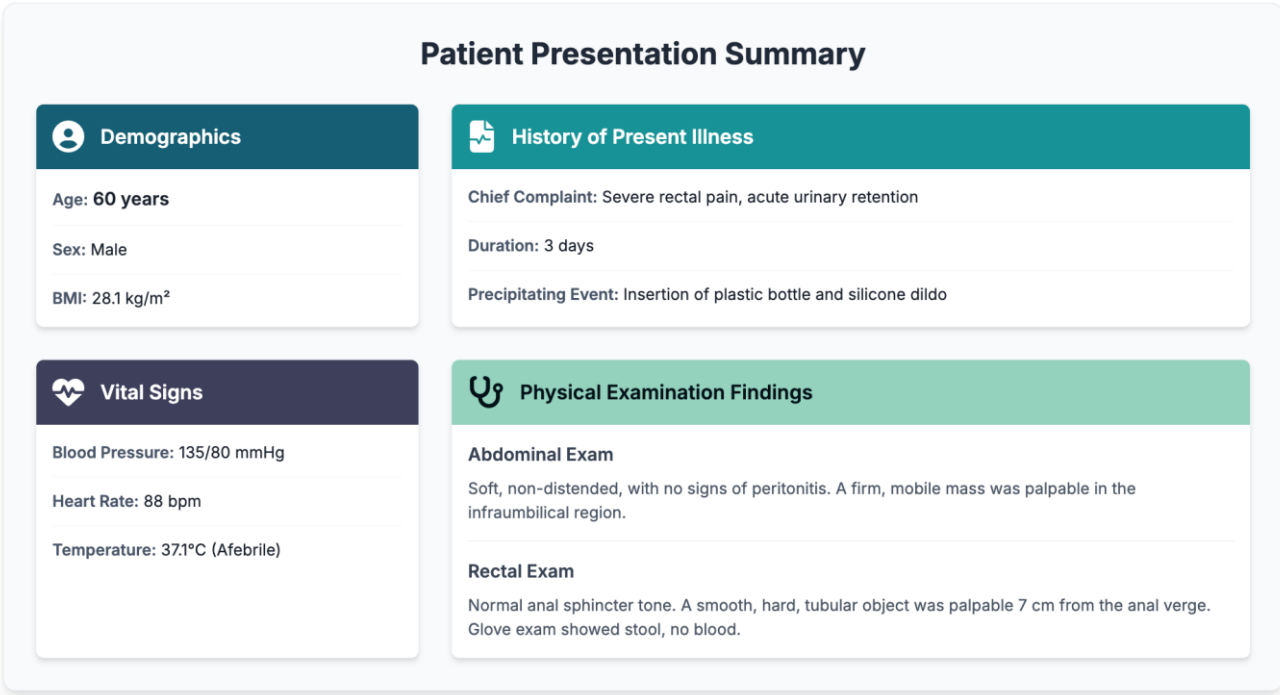 Patient Presentation Summary
Demographics
Age: 60 years
Sex: Male
BMI: 28.1 kg/m²
History of Present Illness
Chief Complaint: Severe rectal pain, acute urinary retention
Duration: 3 days
Precipitating Event: Insertion of plastic bottle and silicone dildo
Vital Signs
Blood Pressure: 135/80 mmHg
Heart Rate: 88 bpm
Temperature: 37.1°C (Afebrile)
Physical Examination Findings
Abdominal Exam
Soft, non-distended, with no signs of peritonitis. A firm, mobile mass was palpable in the
infraumbilical region.
Rectal Exam
Normal anal sphincter tone. A smooth, hard, tubular object was palpable 7 cm from the anal verge.
Glove exam showed stool, no blood.